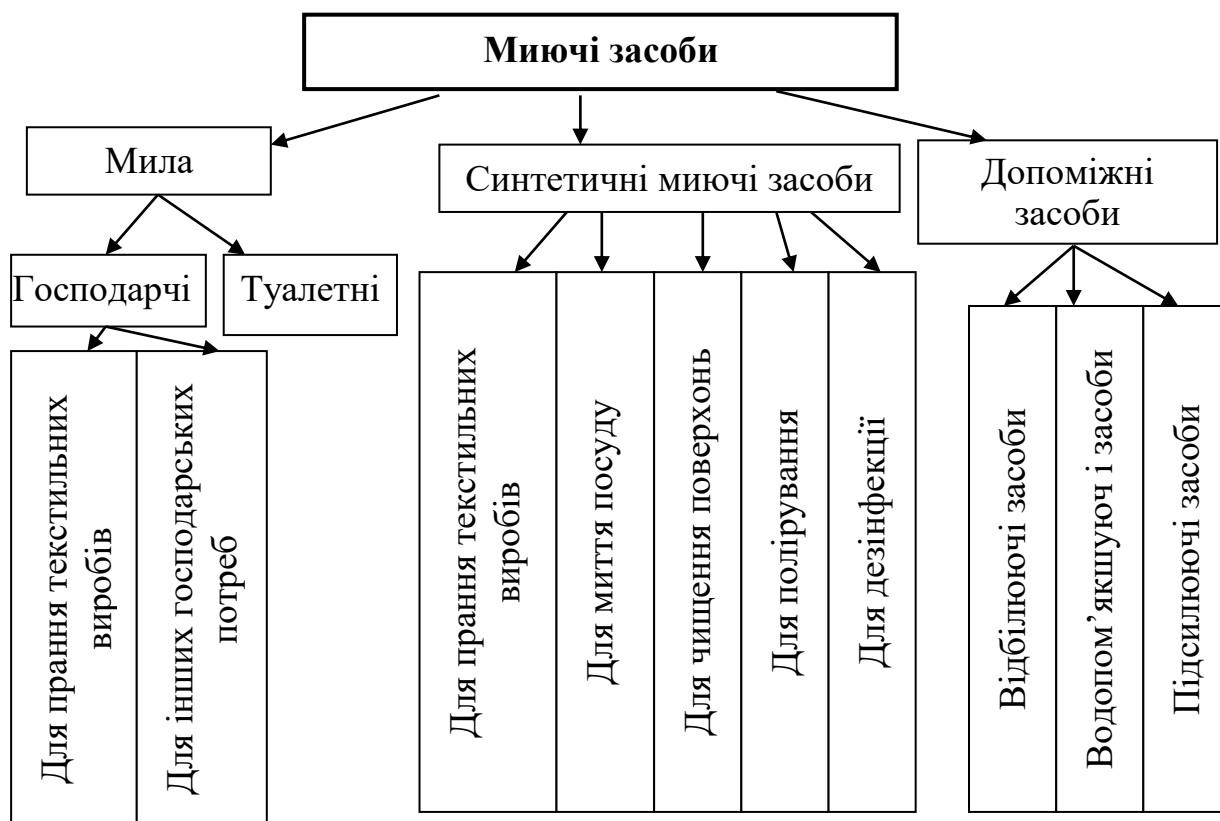 Миючі засоби
Мила
Синтетичні миючі засоби
Допоміжні
засоби
Господарчі
Туалетні
Для прання текстильних
виробів
Для інших господарських
потреб
Для прання текстильних
виробів
Для миття посуду
Для чищення поверхонь
Для полірування
Для дезінфекції
Відбілюючі засоби
Водопом’якшуюч і засоби
Підсилюючі засоби